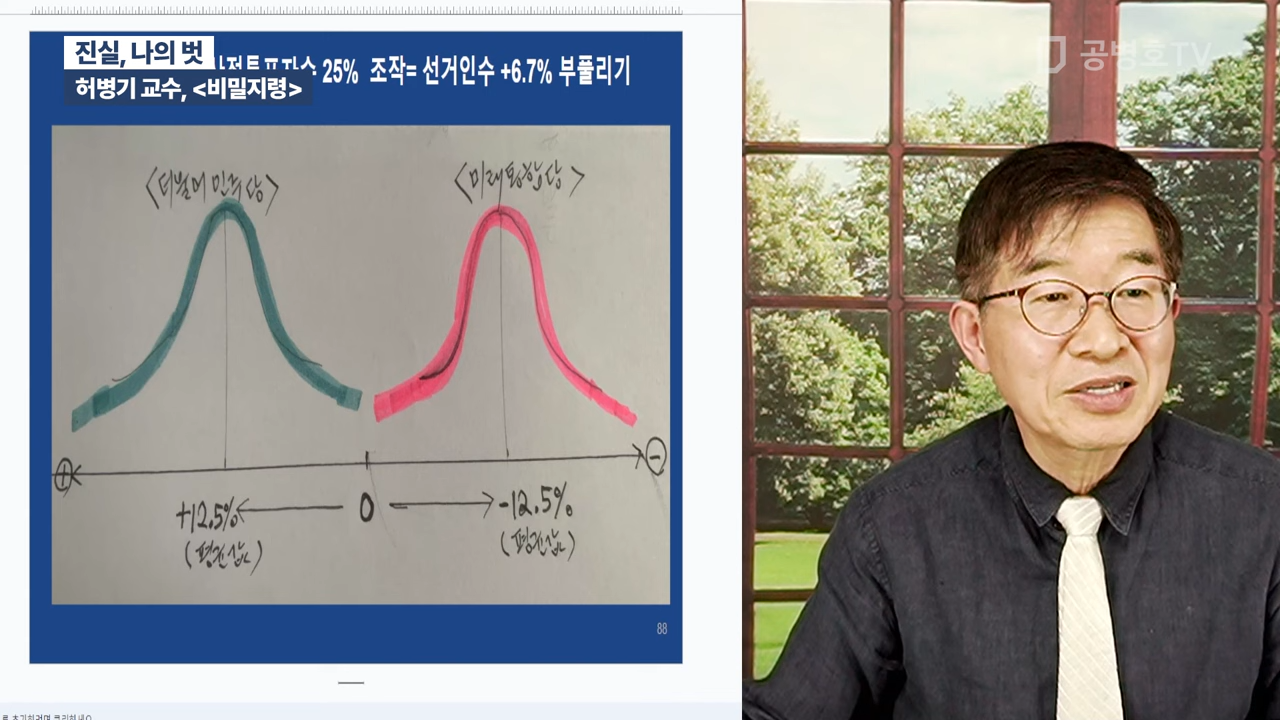 진실, 나의 벗
허병기 교수, <비밀지령>
25% 조작= 선거인수 +6.7% 부풀리기
공병호TV
<더불어민주당>
<미래통합당>
+
-
+12.5%
0
-12.5%
(평균값)
(평균값)
88